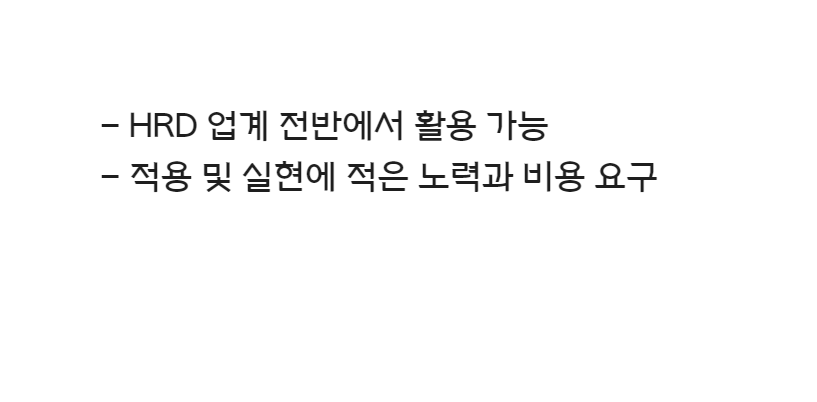 - HRD 업계 전반에서 활용 가능
- 적용 및 실현에 적은 노력과 비용 요구